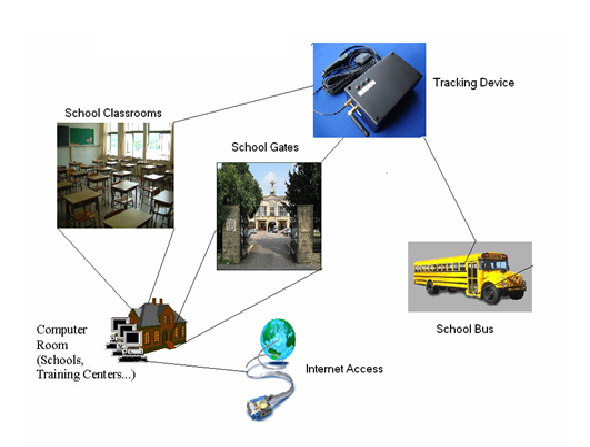 Tracking Device
School Classrooms
School Gates
School Bus
Computer
Room
(Schools,
Training Centers...)
Internet Access